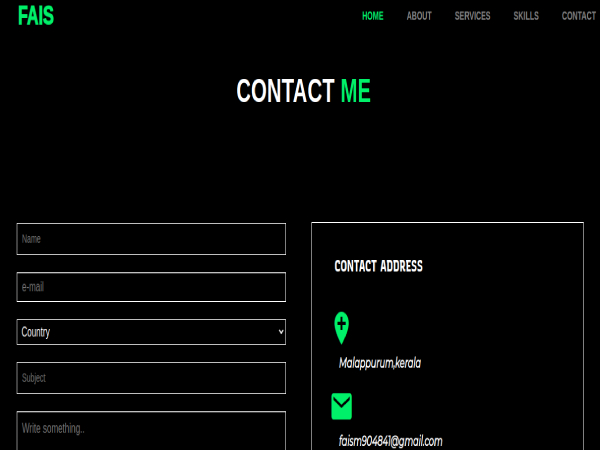 FAIS
HOME ABOUT SERVICES SKILLS CONTACT
CONTACT ME
Name
e-mail
Country
Subject
Write something..
CONTACT ADDRESS
Malappurum,kerala
faism904841@gmail.com